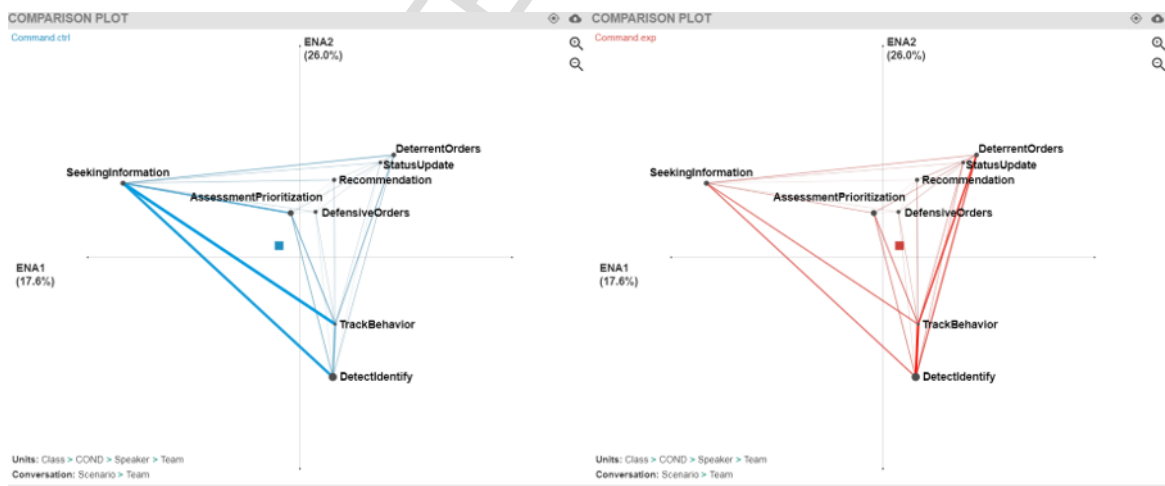 COMPARISON PLOT
Command.ctrl
ENA2
(26.0%)
DeterrentOrders
StatusUpdate
SeekingInformation
Recommendation
AssessmentPrioritization
DefensiveOrders
ENA1
(17.6%)
TrackBehavior
DetectIdentify
Units: Class > COND > Speaker > Team
Conversation: Scenario > Team
COMPARISON PLOT
Command.exp
ENA2
(26.0%)
DeterrentOrders
StatusUpdate
SeekingInformation
Recommendation
AssessmentPrioritization
DefensiveOrders
ENA1
(17.6%)
TrackBehavior
DetectIdentify
Units: Class > COND > Speaker > Team
Conversation: Scenario > Team